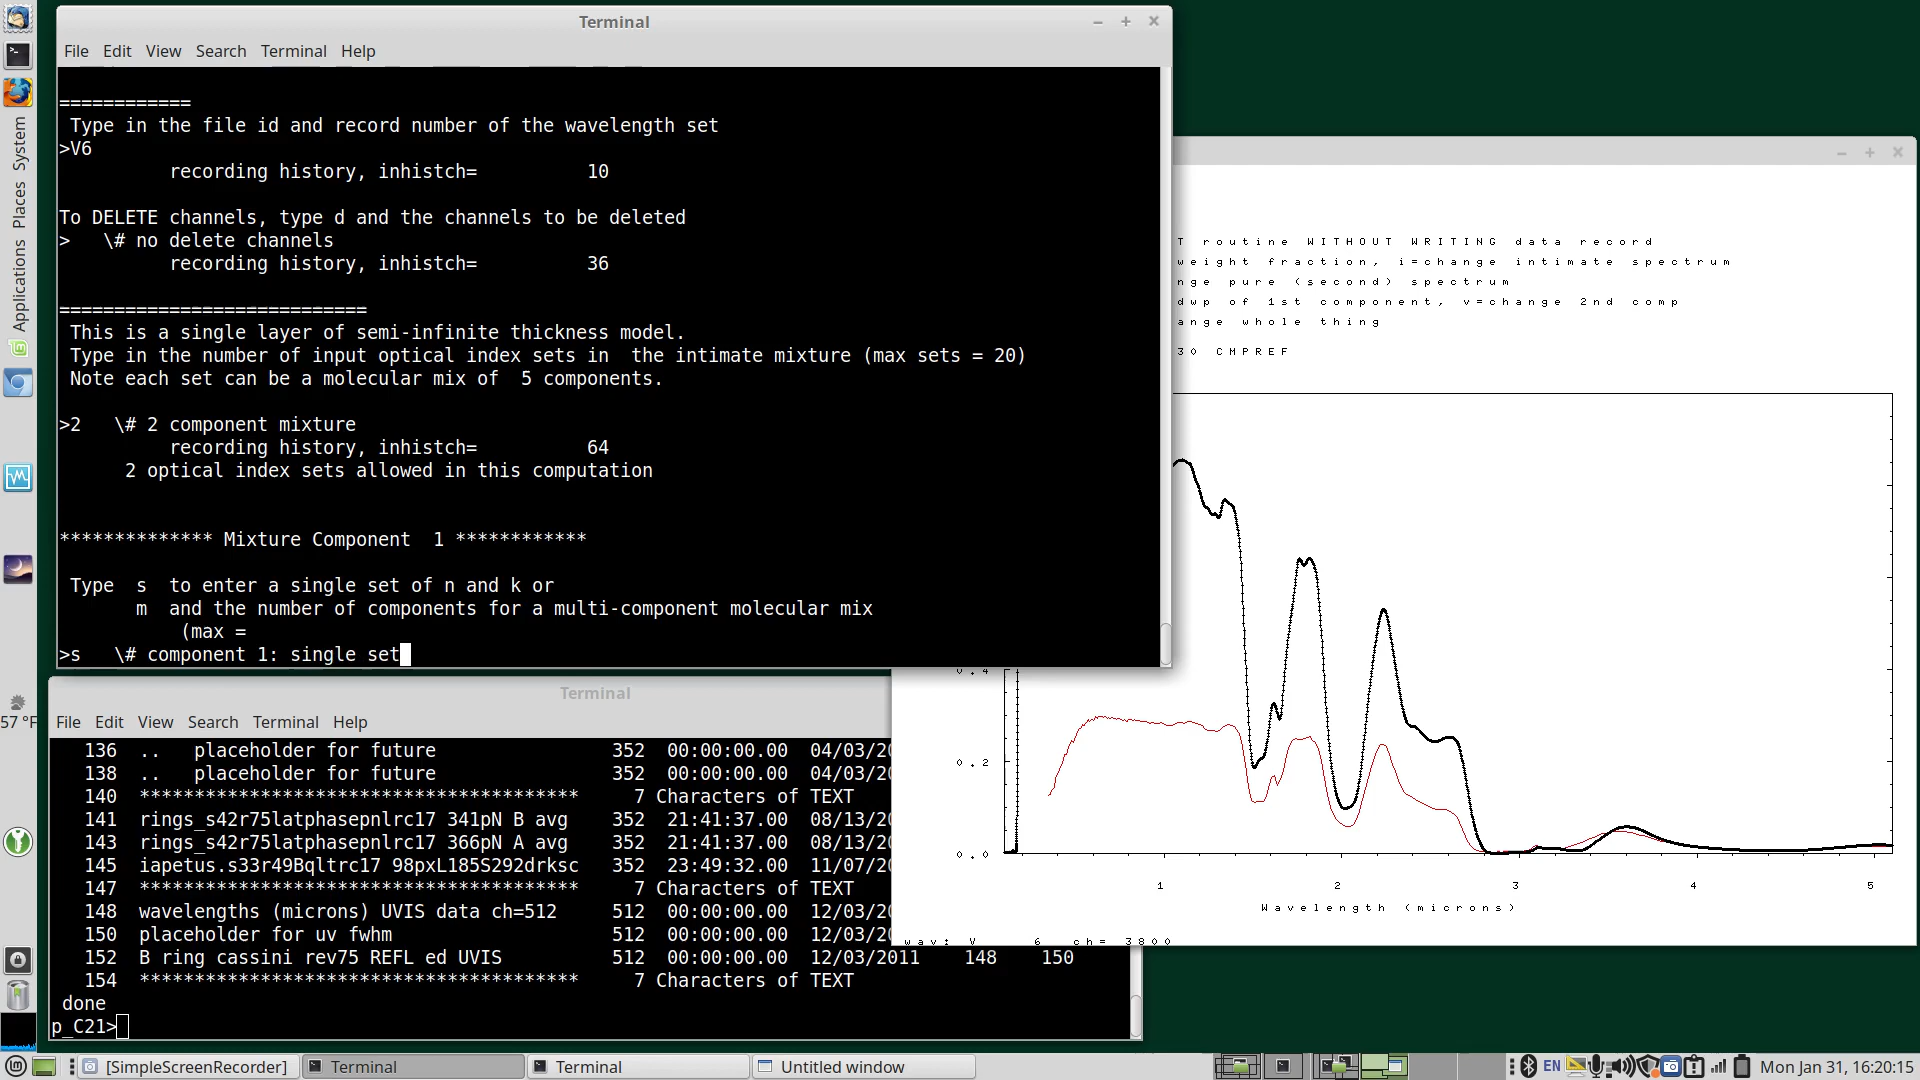 Terminal
File Edit View Search Terminal Help
============
Type in the file id and record number of the wavelength set
>V6
recording history, inhistch= 10
To DELETE channels, type d and the channels to be deleted
> \# no delete channels
recording history, inhistch= 36
============================
This is a single layer of semi-infinite thickness model.
Type in the number of input optical index sets in the intimate mixture (max sets = 20)
Note each set can be a molecular mix of 5 components.
>2 \# 2 component mixture
recording history, inhistch= 64
2 optical index sets allowed in this computation
************** Mixture Component 1 ************
Type s to enter a single set of n and k or
m and the number of components for a multi-component molecular mix
(max =
>s \# component 1: single set
T routine WITHOUT WRITING data record
weight fraction, i=change intimate spectrum
nge pure (second) spectrum
dwp of 1st component, v=change 2nd comp
ange whole thing
30 CMPREF
0.4
0.2
0.0
1 2 3 4 5
Wavelength (microns)
wav: V 6 ch= 3800
Terminal
File Edit View Search Terminal Help
136 .. placeholder for future 352 00:00:00.00 04/03/20
138 .. placeholder for future 352 00:00:00.00 04/03/20
140 **************************************** 7 Characters of TEXT
141 rings_s42r75latphasepnlrc17 341pN B avg 352 21:41:37.00 08/13/20
143 rings_s42r75latphasepnlrc17 366pN A avg 352 21:41:37.00 08/13/20
145 iapetus.s33r49Bqltrc17 98pxL185S292drksc 352 23:49:32.00 11/07/20
147 **************************************** 7 Characters of TEXT
148 wavelengths (microns) UVIS data ch=512 512 00:00:00.00 12/03/20
150 placeholder for uv fwhm 512 00:00:00.00 12/03/20
152 B ring cassini rev75 REFL ed UVIS 512 00:00:00.00 12/03/2011 148 150
154 **************************************** 7 Characters of TEXT
done
p_C21>
Applications Places System
57 °F
[SimpleScreenRecorder]
Terminal
Terminal
Untitled window
EN
Mon Jan 31, 16:20:15